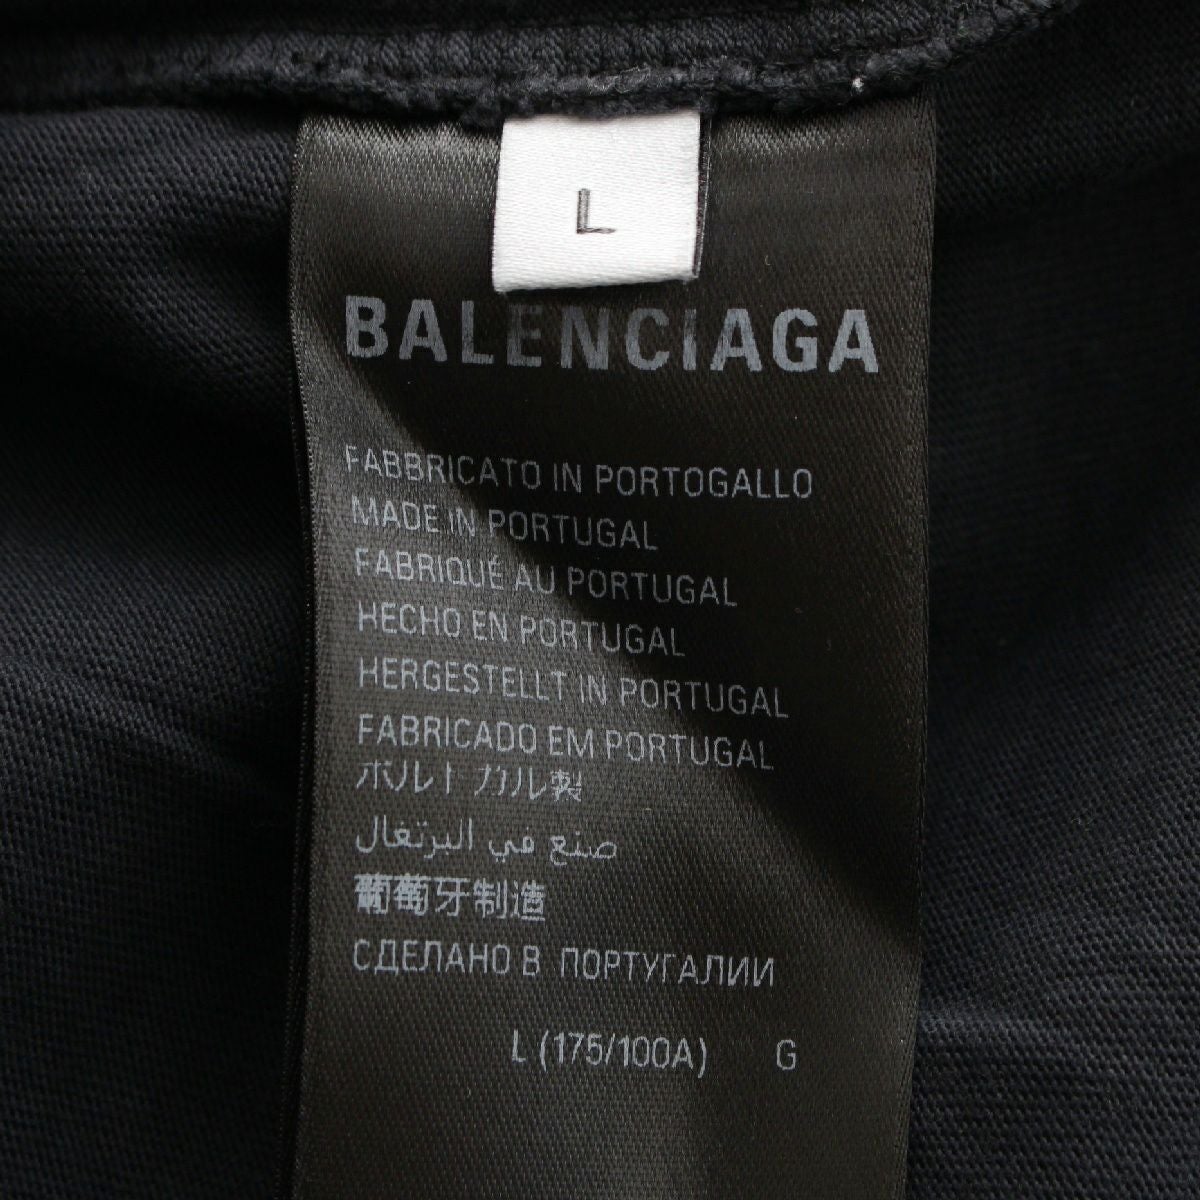 L
BALENCIAGA
FABBRICATO IN PORTOGALLO
MADE IN PORTUGAL
FABRIQUÉ AU PORTUGAL
HECHO EN PORTUGAL
HERGESTELLT IN PORTUGAL
FABRICADO EM PORTUGAL
ポルトガル製
صنع في البرتغال
葡萄牙制造
СДЕЛАНО В ПОРТУГАЛИИ
L (175/100A) G